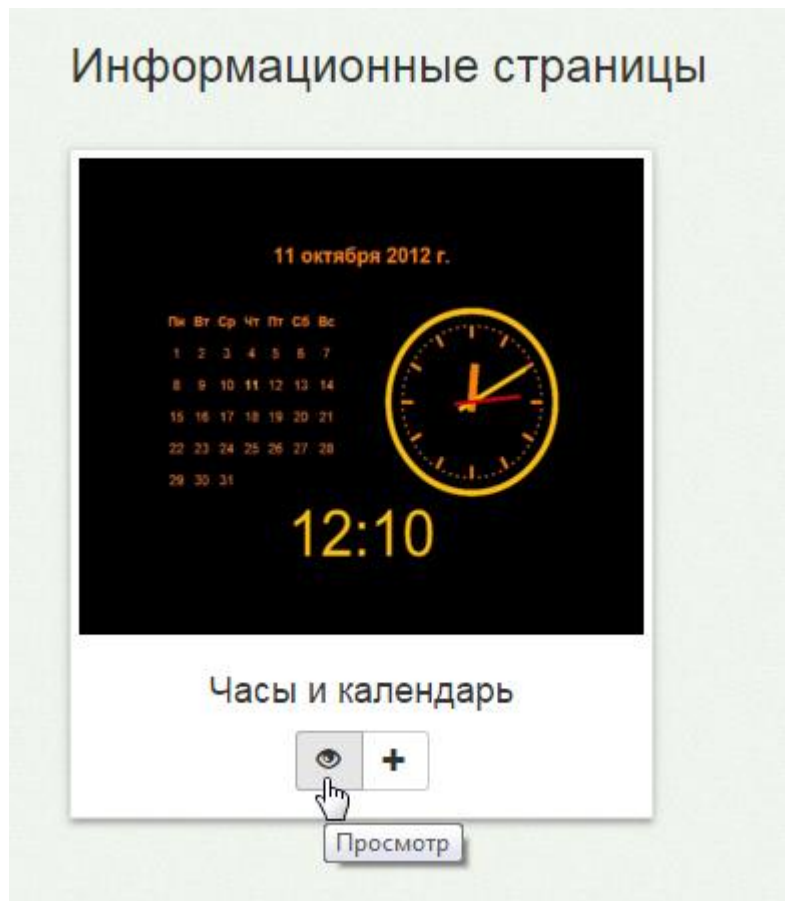 Информационные страницы
11 октября 2012 г.
Пн Вт Ср Чт Пт Сб Вс
1 2 3 4 5 6 7
8 9 10 11 12 13 14
15 16 17 18 19 20 21
22 23 24 25 26 27 28
29 30 31
12:10
Часы и календарь
Просмотр